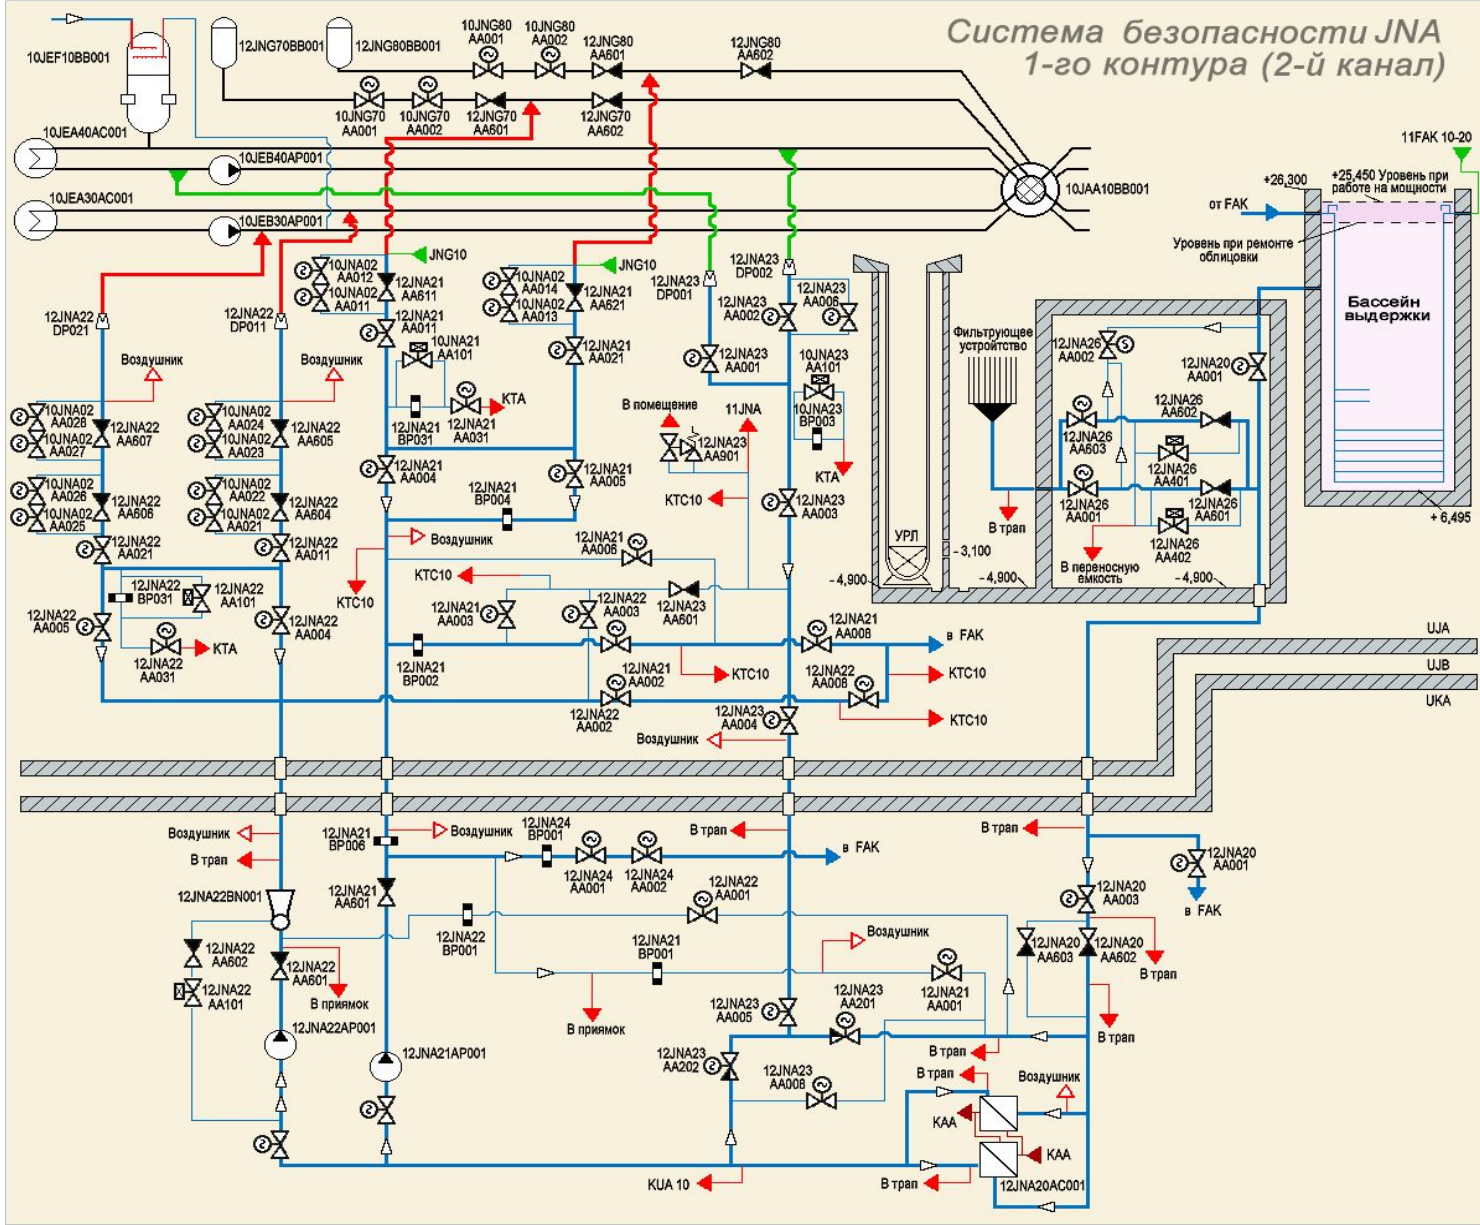 Система безопасности JNA
1-го контура (2-й канал)
10JEF10BB001
12JNG70BB001
12JNG80BB001
10JNG80
AA001
10JNG80
AA002
12JNG80
AA601
12JNG80
AA602
10JNG70
AA001
10JNG70
AA002
12JNG70
AA601
12JNG70
AA602
10JEA40AC001
10JEB40AP001
10JEA30AC001
10JEB30AP001
10JAA10BB001
11FAK 10-20
+26,300
+25,450 Уровень при
работе на мощности
от FAK
Уровень при ремонте
облицовки
Бассейн
выдержки
+ 6,495
JNG10
JNG10
10JNA02
AA012
10JNA02
AA011
12JNA21
AA611
12JNA21
AA011
10JNA02
AA014
10JNA02
AA013
12JNA21
AA621
12JNA21
AA021
12JNA23
DP001
12JNA23
DP002
12JNA23
AA002
12JNA23
AA006
12JNA23
AA001
12JNA22
DP021
12JNA22
DP011
Воздушник
Воздушник
10JNA21
AA101
KTA
12JNA21
BP031
12JNA21
AA031
10JNA23
AA101
10JNA23
BP003
KTA
В помещение
11JNA
12JNA23
AA901
KTC10
Фильтрующее
устройтство
12JNA26
AA002
12JNA20
AA001
12JNA26
AA602
12JNA26
AA603
12JNA26
AA401
12JNA26
AA001
12JNA26
AA601
12JNA26
AA402
В трап
В переносную
емкость
УРЛ
- 3,100
- 4,900
- 4,900
- 4,900
10JNA02
AA028
10JNA02
AA027
12JNA22
AA607
10JNA02
AA026
10JNA02
AA025
12JNA22
AA606
12JNA22
AA021
10JNA02
AA024
10JNA02
AA023
12JNA22
AA605
10JNA02
AA022
10JNA02
AA021
12JNA22
AA604
12JNA22
AA011
12JNA21
AA004
12JNA21
AA005
12JNA21
BP004
12JNA23
AA003
Воздушник
12JNA21
AA006
KTC10
KTC10
12JNA22
BP031
12JNA22
AA101
12JNA22
AA005
12JNA22
AA004
12JNA22
AA031
KTA
12JNA21
AA003
12JNA22
AA003
12JNA23
AA601
12JNA21
AA008
в FAK
12JNA21
BP002
12JNA21
AA002
KTC10
12JNA22
AA008
KTC10
12JNA22
AA002
12JNA23
AA004
KTC10
Воздушник
UJA
UJB
UKA
Воздушник
В трап
12JNA21
BP006
Воздушник
12JNA24
BP001
12JNA24
AA001
12JNA24
AA002
В трап
в FAK
В трап
12JNA20
AA001
в FAK
12JNA20
AA003
12JNA22BN001
12JNA21
AA601
12JNA22
AA001
12JNA22
BP001
12JNA21
BP001
Воздушник
12JNA20
AA603
12JNA20
AA602
В трап
12JNA22
AA602
12JNA22
AA601
12JNA22
AA101
В приямок
В приямок
12JNA23
AA005
12JNA23
AA201
12JNA21
AA001
В трап
12JNA22AP001
12JNA21AP001
12JNA23
AA202
12JNA23
AA008
В трап
В трап
Воздушник
KAA
KAA
KUA 10
В трап
12JNA20AC001